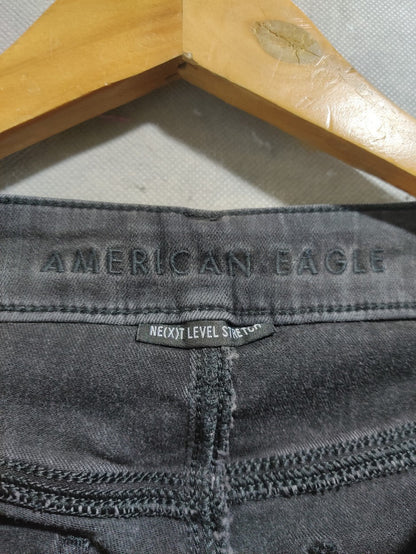 AMERICAN EAGLE
NE(X)T LEVEL STRETCH